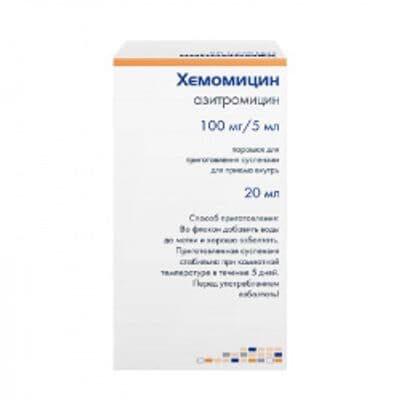 Хемомицин
азитромицин
100 мг/5 мл
порошок для
приготовления суспензии
для приема внутрь
20 мл
Способ приготовления:
Во флакон добавить воды
до метки и хорошо взболтать.
Приготовленная суспензия
стабильна при комнатной
температуре в течение 5 дней.
Перед употреблением
взболтать!